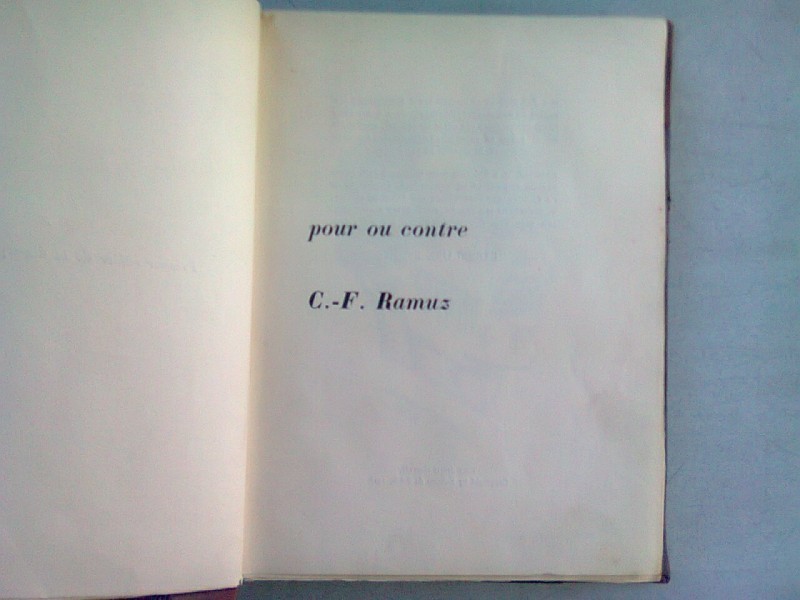 pour ou contre
C.-F. Ramuz